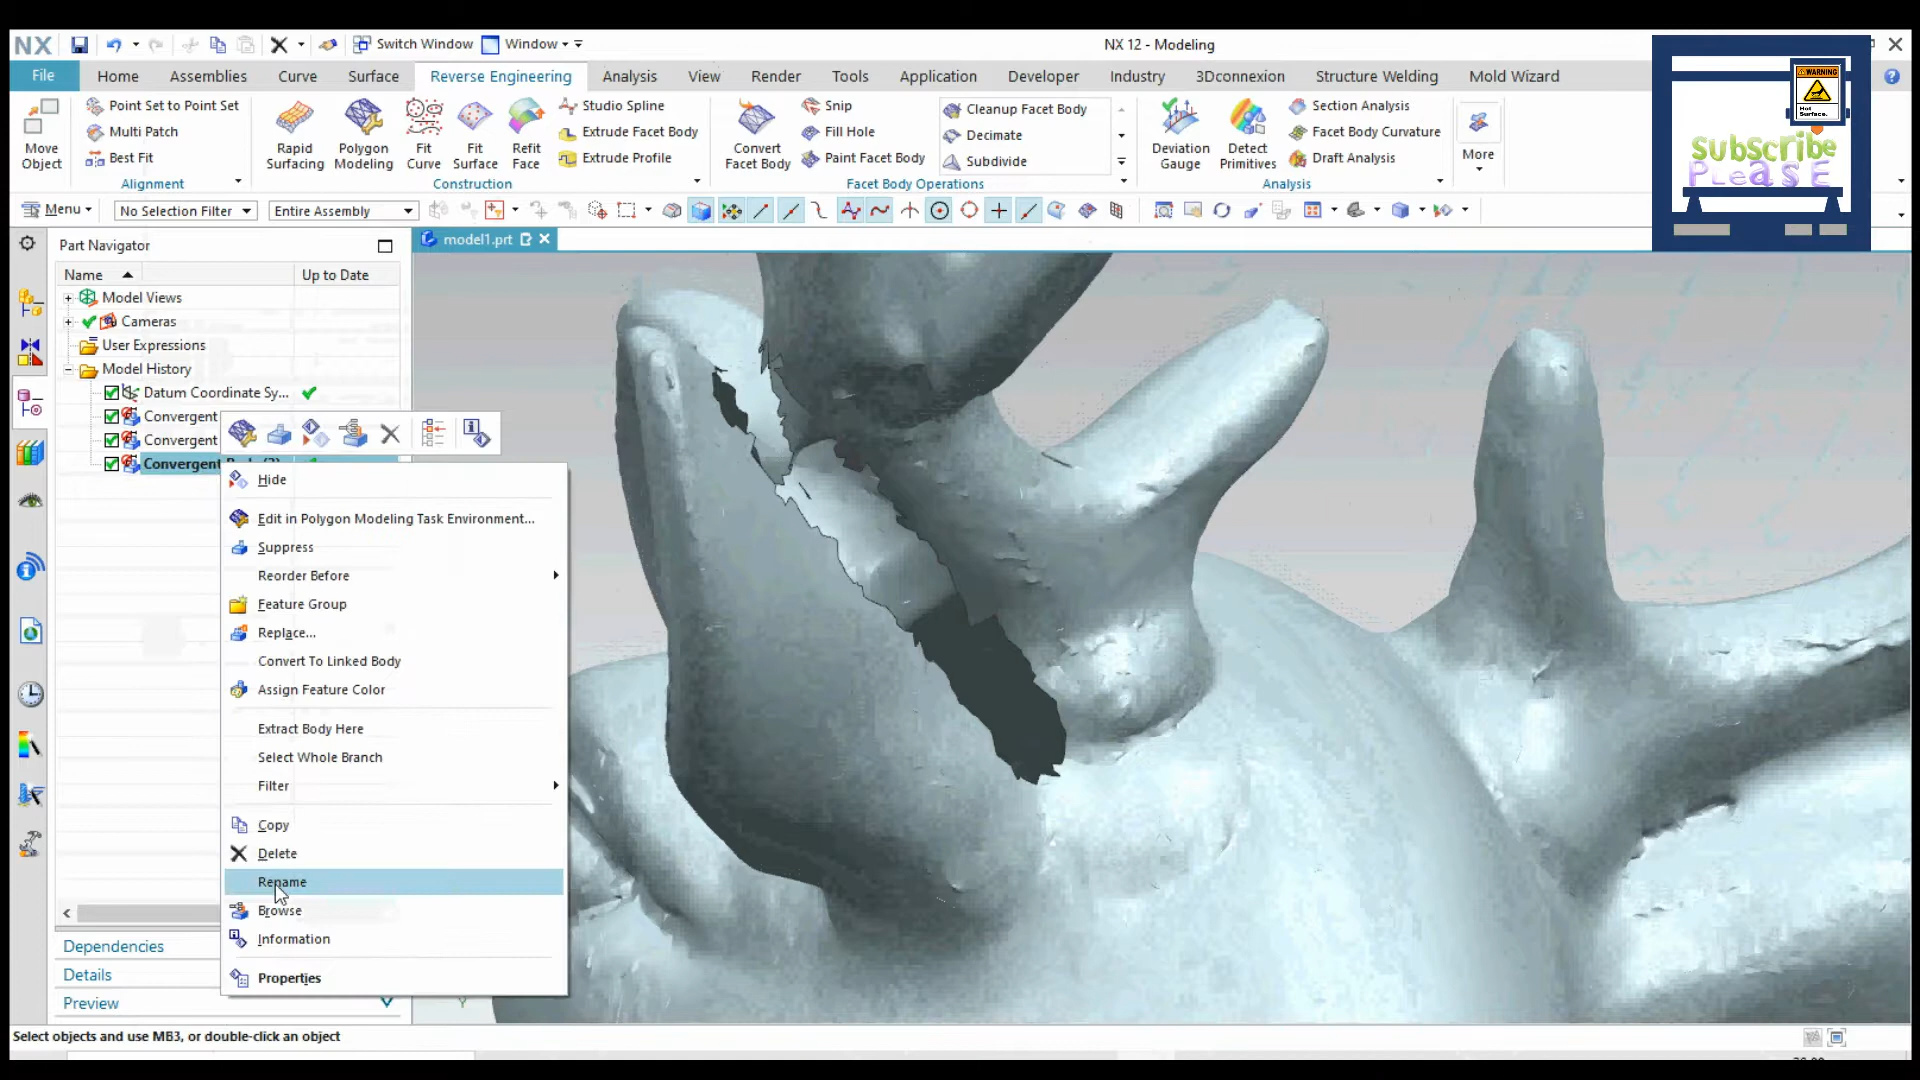 NX Switch Window Window NX 12 - Modeling
File Home Assemblies Curve Surface Reverse Engineering Analysis View Render Tools Application Developer Industry 3Dconnexion Structure Welding Mold Wizard
Move Object
Point Set to Point Set
Multi Patch
Best Fit
Alignment
Rapid Surfacing
Polygon Modeling
Fit Curve
Fit Surface
Refit Face
Studio Spline
Extrude Facet Body
Extrude Profile
Construction
Convert Facet Body
Snip
Fill Hole
Paint Facet Body
Cleanup Facet Body
Decimate
Subdivide
Facet Body Operations
Deviation Gauge
Detect Primitives
Section Analysis
Facet Body Curvature
Draft Analysis
Analysis
More
WARNING
Hot
Surface.
Subscribe
PLeaSE
Menu No Selection Filter Entire Assembly
Part Navigator
model1.prt
Name Up to Date
Model Views
Cameras
User Expressions
Model History
Datum Coordinate Sy...
Convergent
Convergent
Convergent
Hide
Edit in Polygon Modeling Task Environment...
Suppress
Reorder Before
Feature Group
Replace...
Convert To Linked Body
Assign Feature Color
Extract Body Here
Select Whole Branch
Filter
Copy
Delete
Rename
Browse
Information
Properties
Dependencies
Details
Preview
Y
Select objects and use MB3, or double-click an object